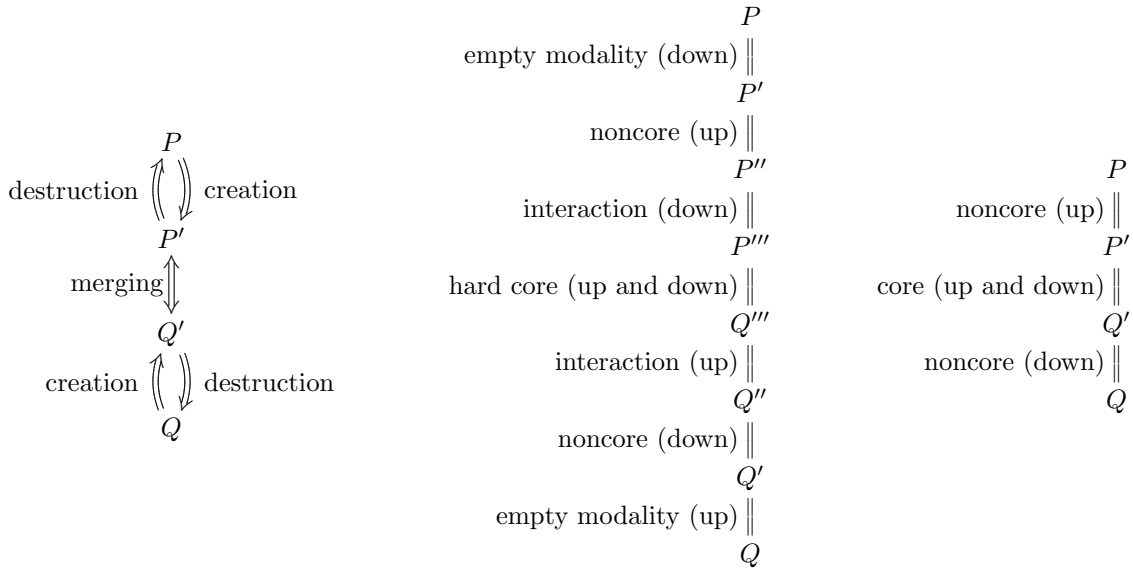 P
destruction creation
P′
merging
Q′
creation destruction
Q
P
empty modality (down)
P′
noncore (up)
P″
interaction (down)
P‴
hard core (up and down)
Q‴
interaction (up)
Q″
noncore (down)
Q′
empty modality (up)
Q
P
noncore (up)
P′
core (up and down)
Q′
noncore (down)
Q